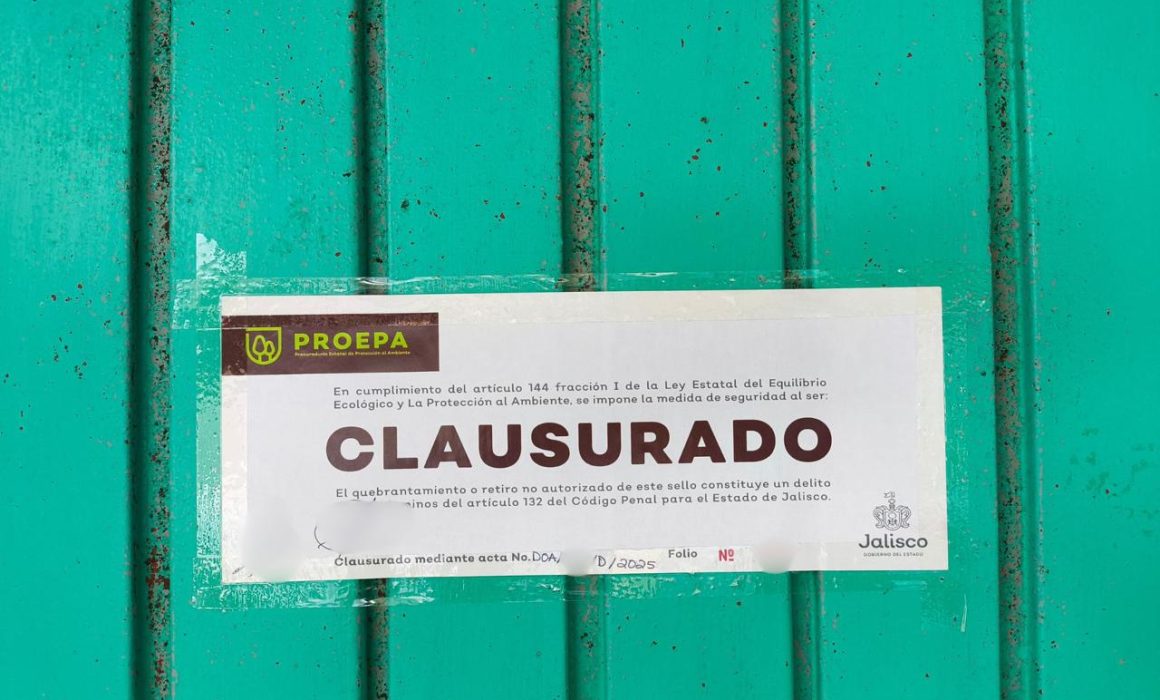 PROEPA
Procuraduría Estatal de Protección al Ambiente
En cumplimiento del artículo 144 fracción I de la Ley Estatal del Equilibrio
Ecológico y La Protección al Ambiente, se impone la medida de seguridad al ser:
CLAUSURADO
El quebrantamiento o retiro no autorizado de este sello constituye un delito
del artículo 132 del Código Penal para el Estado de Jalisco.
Clausurado mediante acta No. DOA/ D/2025 Folio Nº
Jalisco
GOBIERNO DEL ESTADO